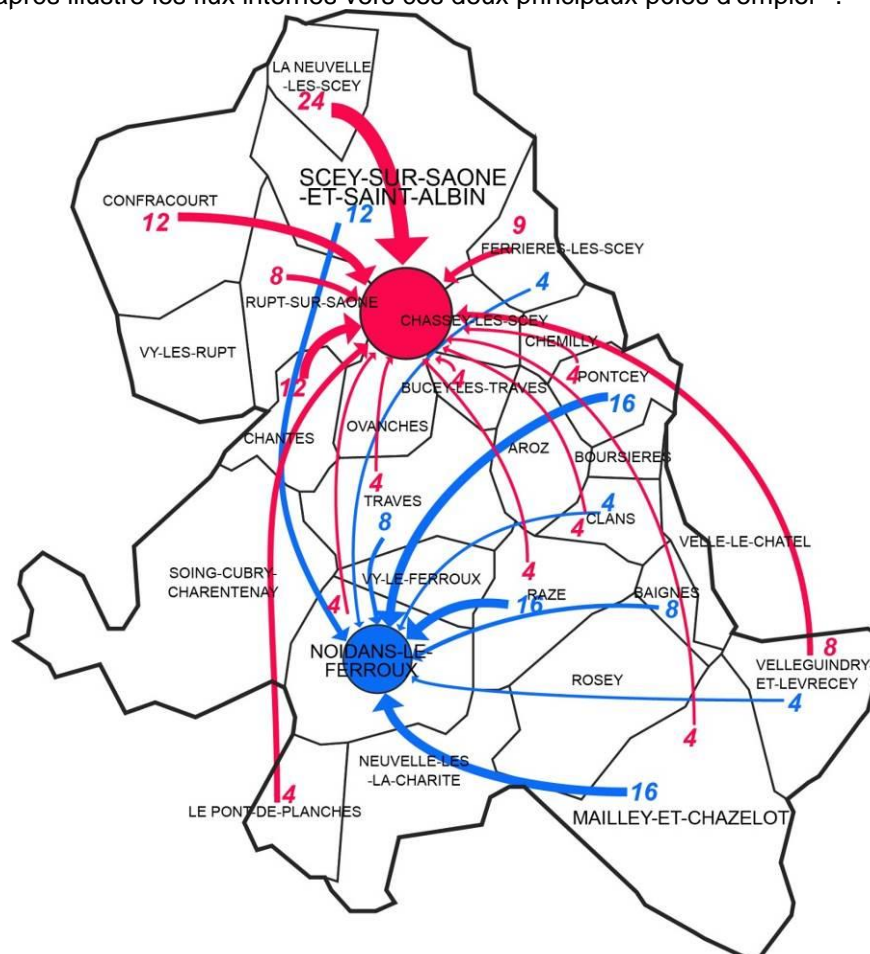 après illustre les flux internes vers ces deux principaux pôles d'emploi
LA NEUVELLE
-LES-SCEY
24
SCEY-SUR-SAONE
-ET-SAINT-ALBIN
CONFRACOURT
12
12
9
FERRIERES-LES-SCEY
8
4
RUPT-SUR-SAONE
CHASSEY-LES-SCEY
CHEMILLY
VY-LES-RUPT
4
PONTCEY
12
4
BUCEY-LES-TRAVES
16
OVANCHES
CHANTES
AROZ
BOURSIERES
4
TRAVES
8
4
4
CLANS
VELLE-LE-CHATEL
SOING-CUBRY-
CHARENTENAY
VY-LE-FERROUX
4
4
16
RAZE
BAIGNES
8
NOIDANS-LE-
FERROUX
8
VELLEGUINDRY-
ET-LEVRECEY
ROSEY
4
4
NEUVELLE-LES
-LA-CHARITE
4
16
LE PONT-DE-PLANCHES
MAILLEY-ET-CHAZELOT